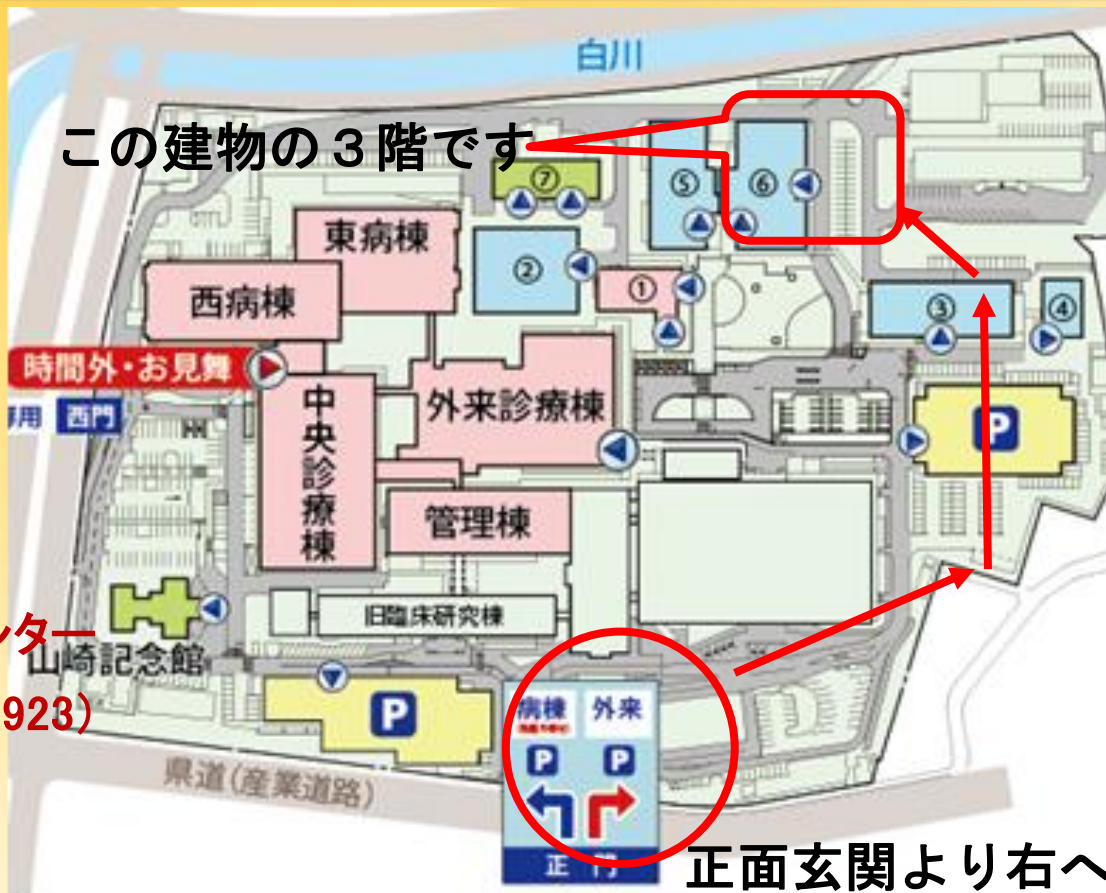 白川
この建物の３階です
⑦
⑤
⑥
東病棟
②
①
西病棟
③
④
時間外・お見舞
中央診療棟
外来診療棟
用 西門
P
管理棟
旧臨床研究棟
ンター
山崎記念館
923）
P
病棟 外来
P P
県道(産業道路)
正門
正面玄関より右へ